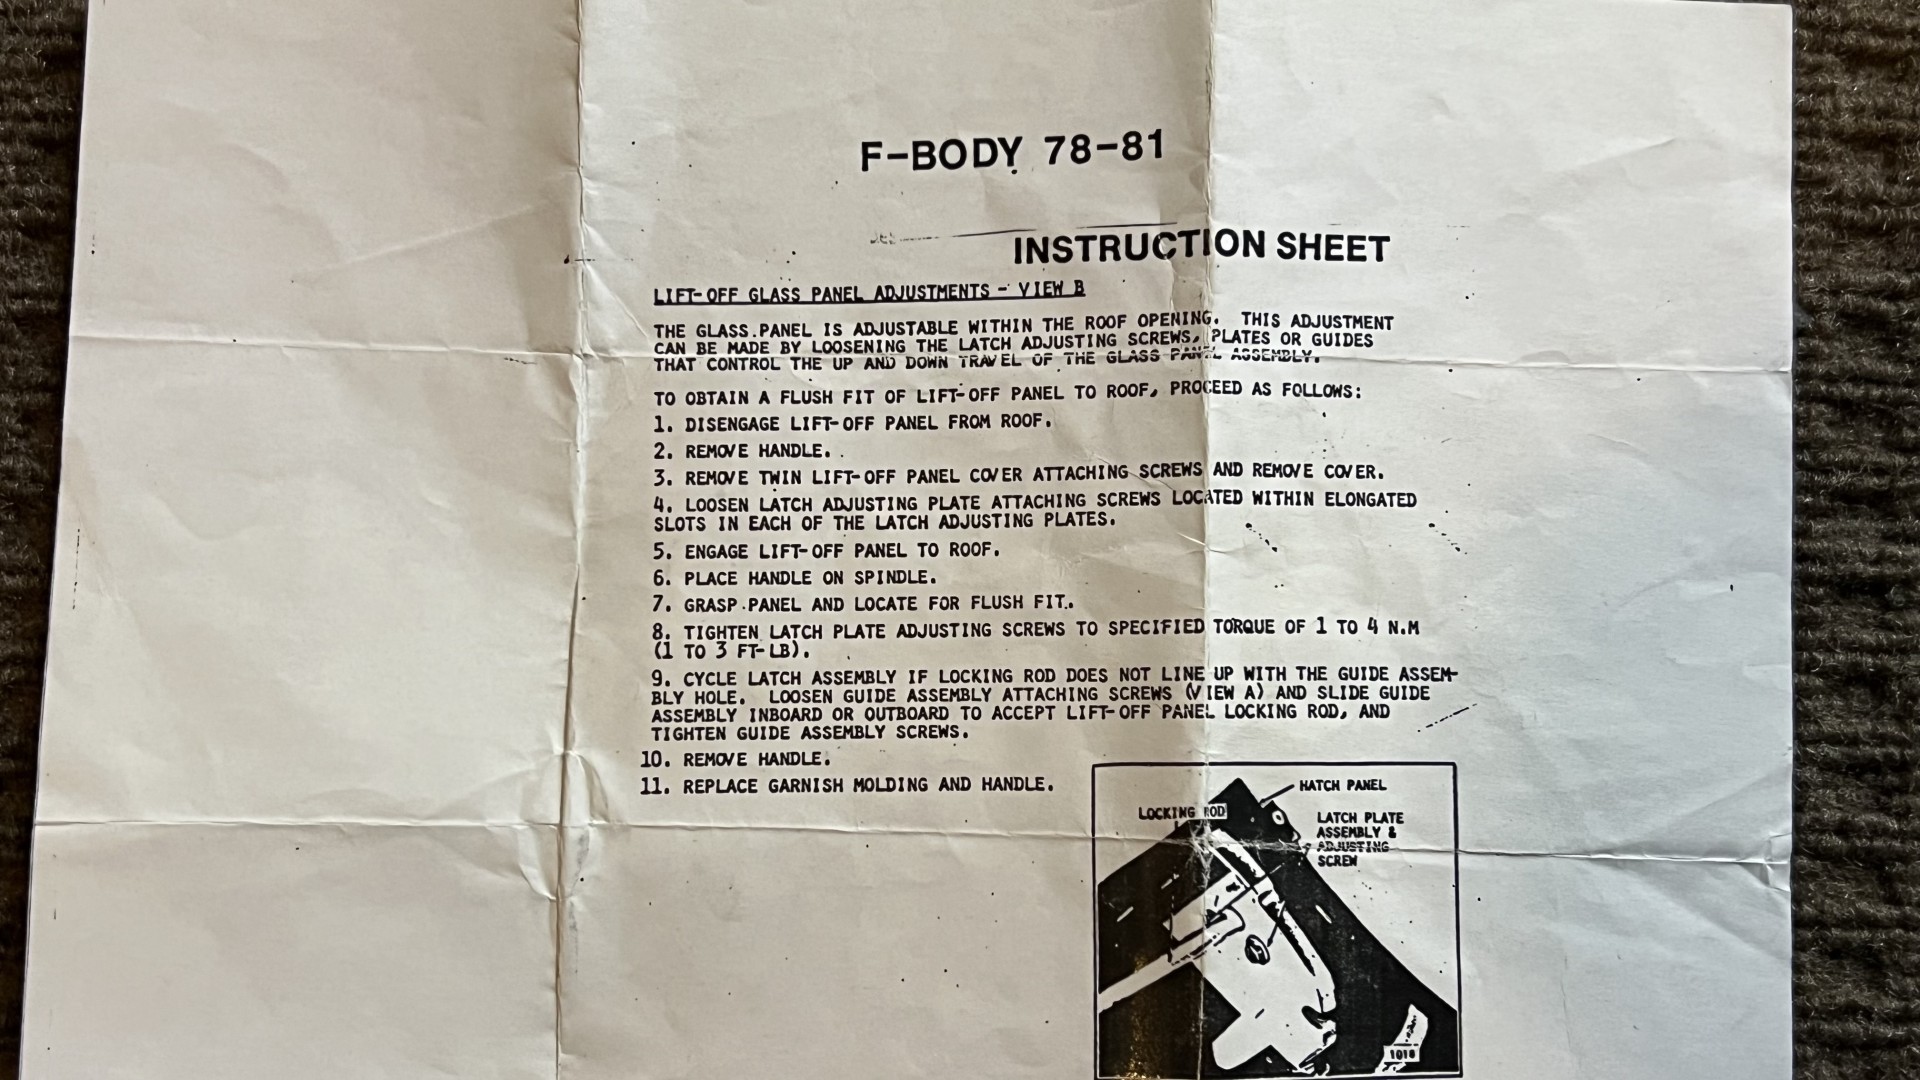 F-BODY 78-81
INSTRUCTION SHEET
LIFT-OFF GLASS PANEL ADJUSTMENTS - VIEW B
THE GLASS PANEL IS ADJUSTABLE WITHIN THE ROOF OPENING. THIS ADJUSTMENT
CAN BE MADE BY LOOSENING THE LATCH ADJUSTING SCREWS, PLATES OR GUIDES
THAT CONTROL THE UP AND DOWN TRAVEL OF THE GLASS PANEL ASSEMBLY.
TO OBTAIN A FLUSH FIT OF LIFT-OFF PANEL TO ROOF, PROCEED AS FOLLOWS:
1. DISENGAGE LIFT-OFF PANEL FROM ROOF.
2. REMOVE HANDLE.
3. REMOVE TWIN LIFT-OFF PANEL COVER ATTACHING SCREWS AND REMOVE COVER.
4. LOOSEN LATCH ADJUSTING PLATE ATTACHING SCREWS LOCATED WITHIN ELONGATED
SLOTS IN EACH OF THE LATCH ADJUSTING PLATES.
5. ENGAGE LIFT-OFF PANEL TO ROOF.
6. PLACE HANDLE ON SPINDLE.
7. GRASP PANEL AND LOCATE FOR FLUSH FIT.
8. TIGHTEN LATCH PLATE ADJUSTING SCREWS TO SPECIFIED TORQUE OF 1 TO 4 N.M
(1 TO 3 FT-LB).
9. CYCLE LATCH ASSEMBLY IF LOCKING ROD DOES NOT LINE UP WITH THE GUIDE ASSEM-
BLY HOLE. LOOSEN GUIDE ASSEMBLY ATTACHING SCREWS (VIEW A) AND SLIDE GUIDE
ASSEMBLY INBOARD OR OUTBOARD TO ACCEPT LIFT-OFF PANEL LOCKING ROD, AND
TIGHTEN GUIDE ASSEMBLY SCREWS.
10. REMOVE HANDLE.
11. REPLACE GARNISH MOLDING AND HANDLE.
HATCH PANEL
LOCKING ROD
LATCH PLATE
ASSEMBLY &
ADJUSTING
SCREW
1018